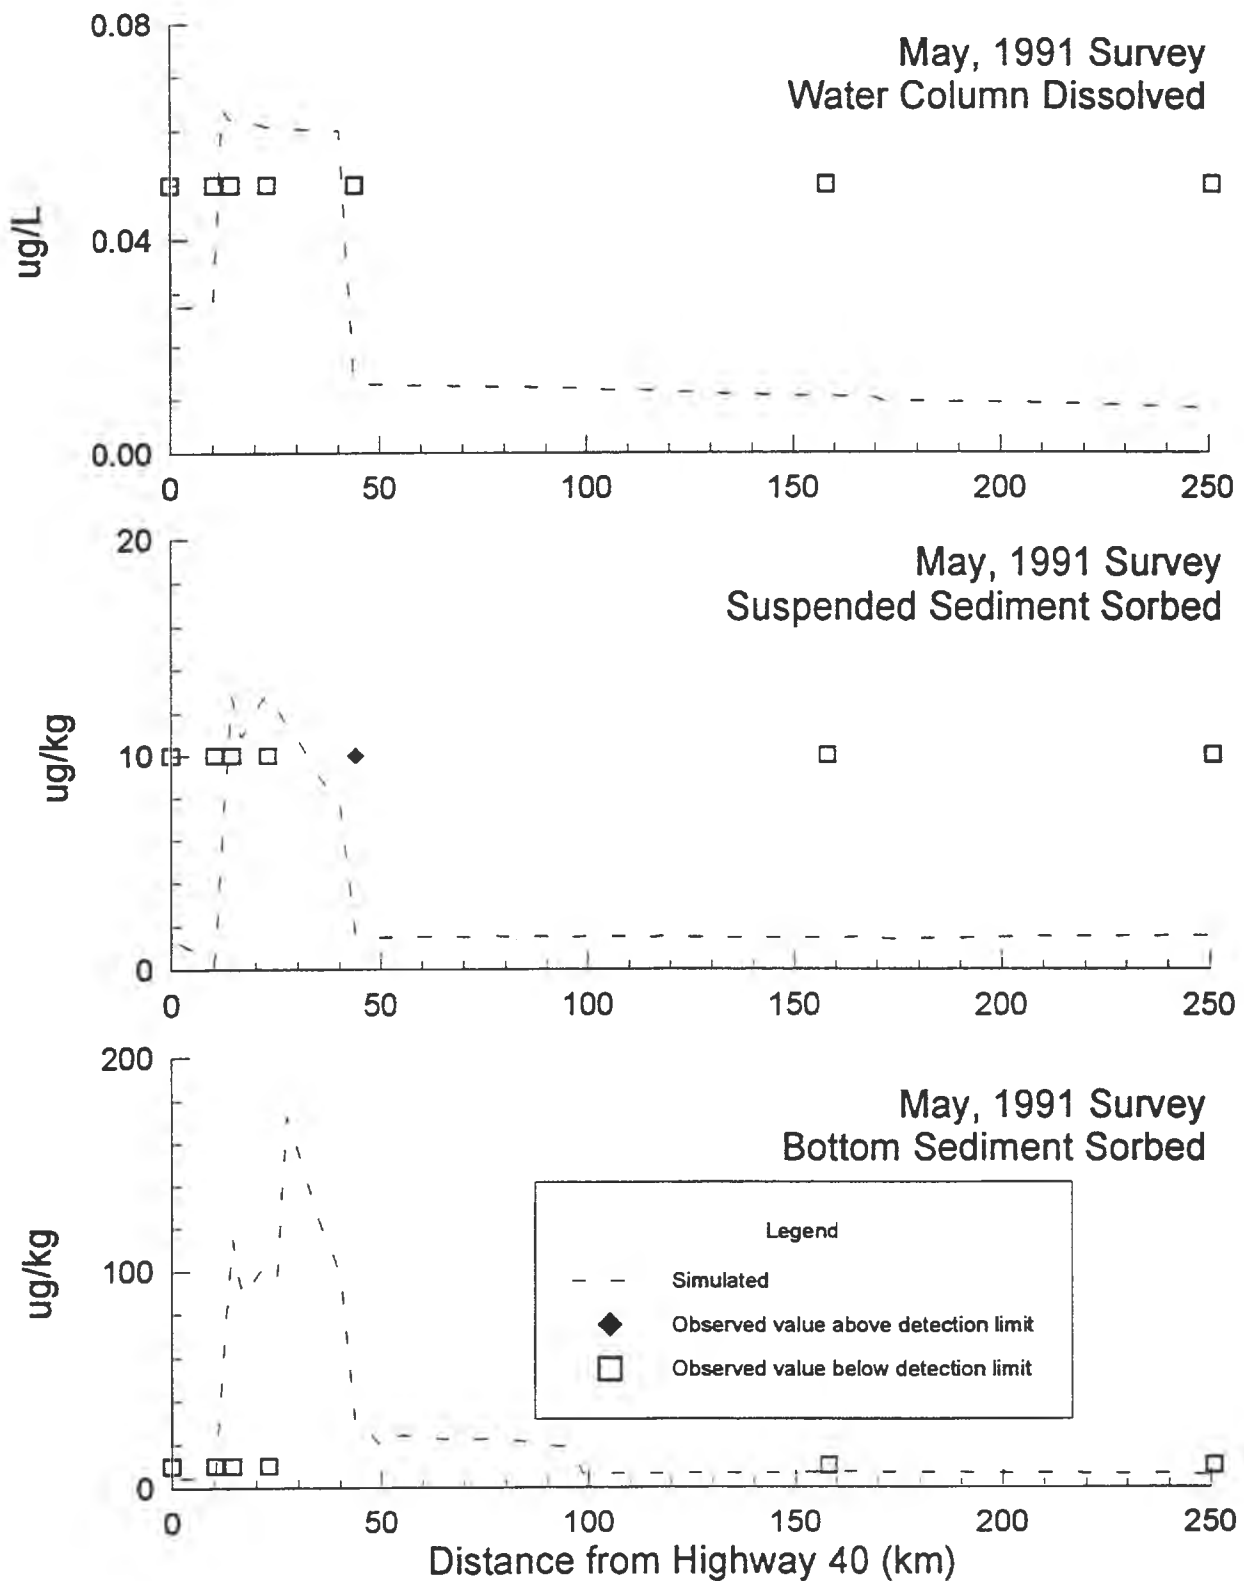 May, 1991 Survey
Water Column Dissolved
ug/L
0.08
0.04
0.00
0 50 100 150 200 250
May, 1991 Survey
Suspended Sediment Sorbed
ug/kg
20
10
0
0 50 100 150 200 250
May, 1991 Survey
Bottom Sediment Sorbed
ug/kg
200
100
0
Legend
Simulated
Observed value above detection limit
Observed value below detection limit
0 50 100 150 200 250
Distance from Highway 40 (km)